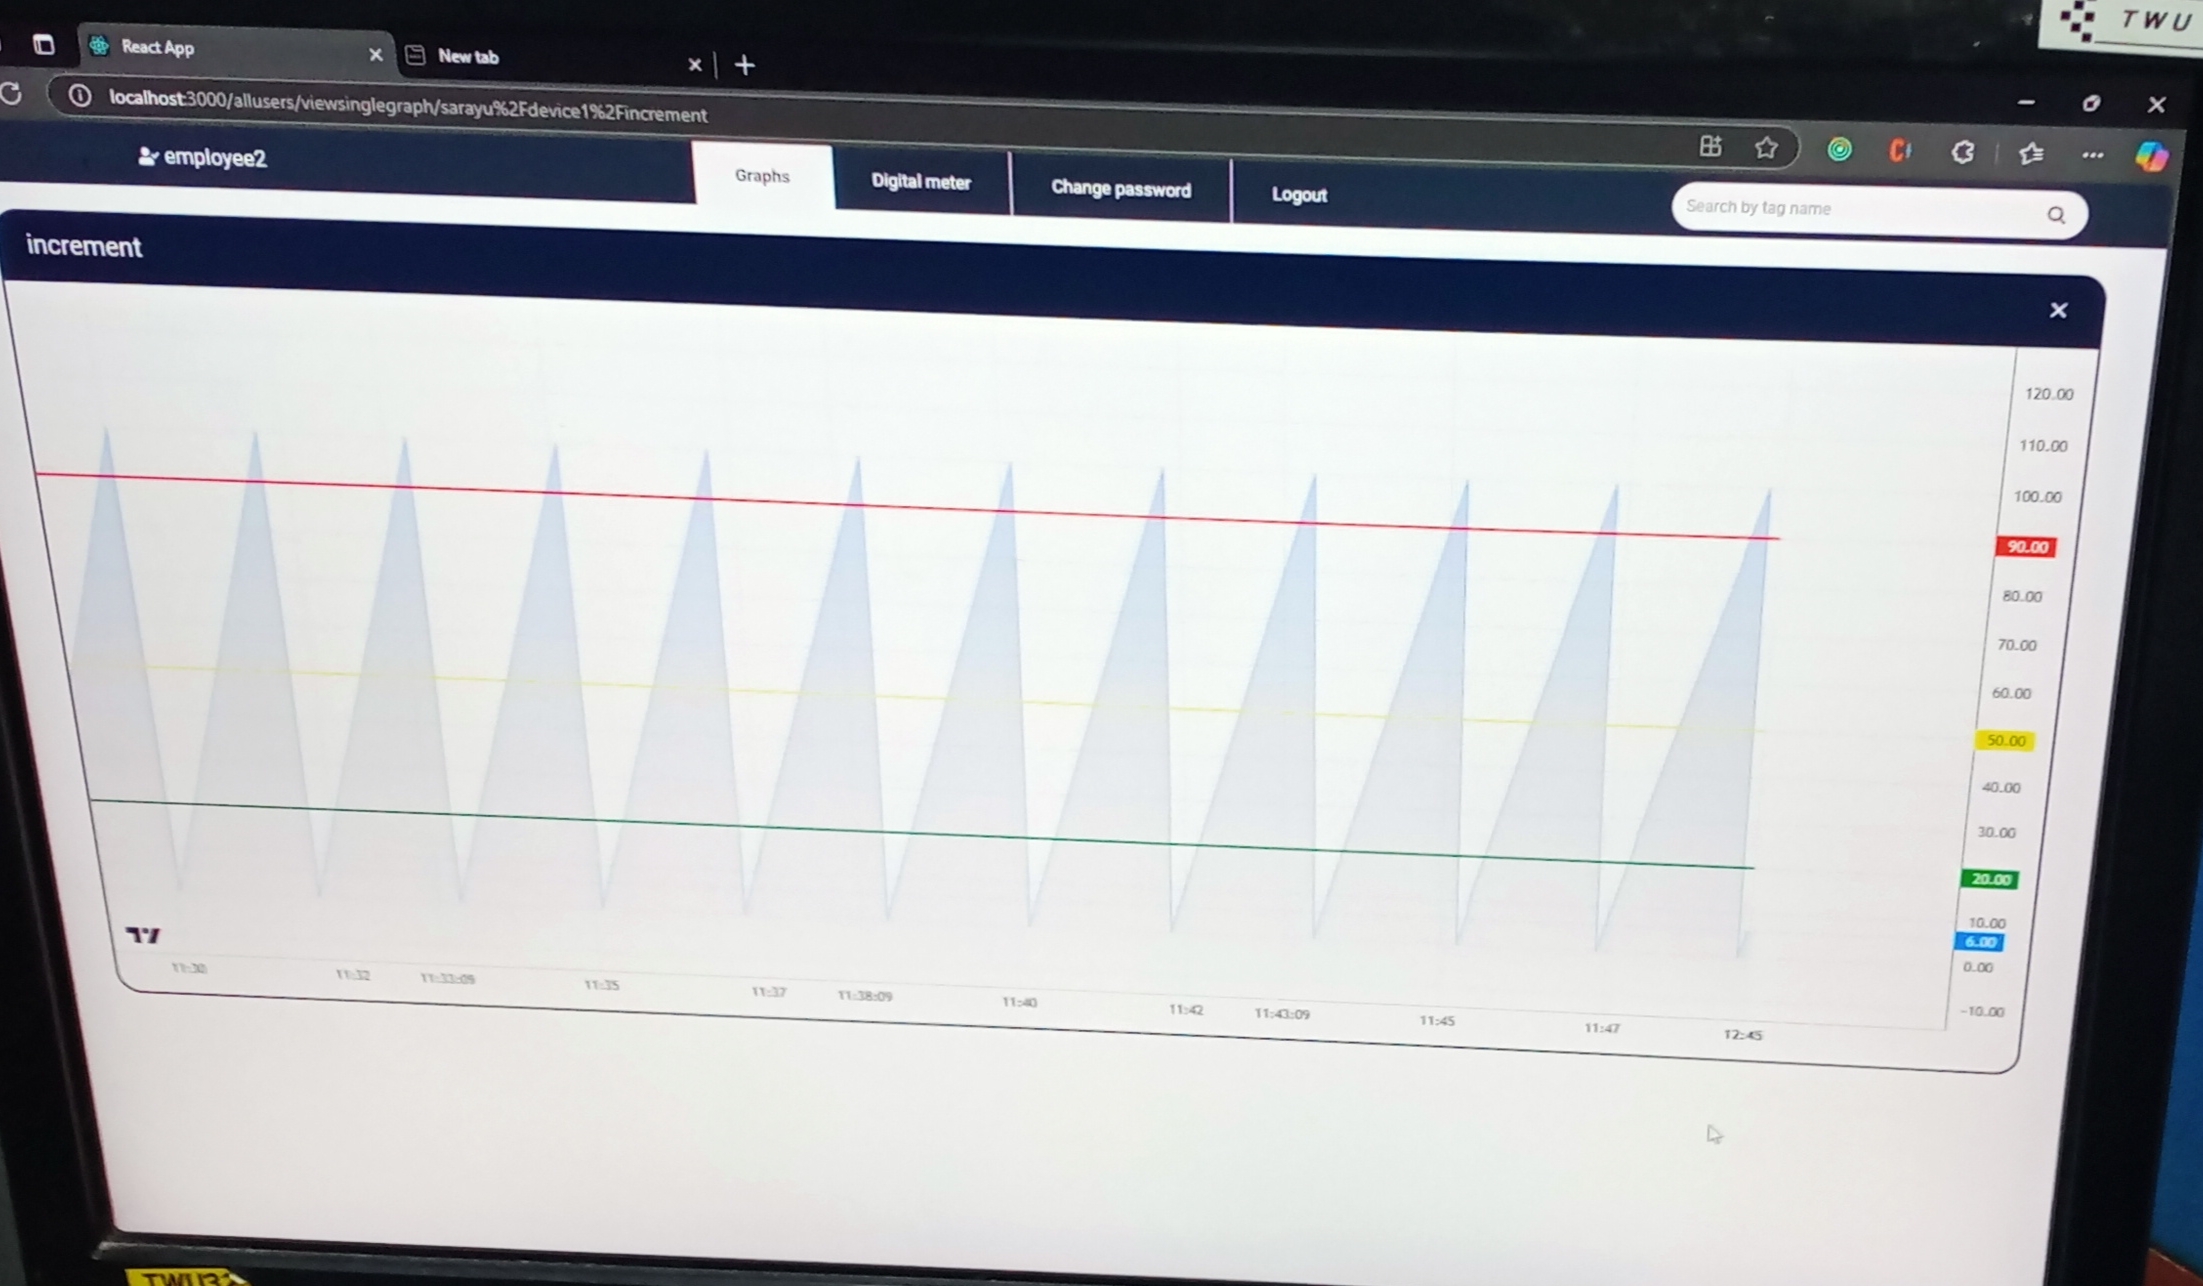 TWU
React App
New tab
localhost:3000/allusers/viewsinglegraph/sarayu%2Fdevice1%2Fincrement
employee2
Graphs
Digital meter
Change password
Logout
Search by tag name
increment
120.00
110.00
100.00
90.00
80.00
70.00
60.00
50.00
40.00
30.00
20.00
10.00
6.00
0.00
-10.00
11:30
11:32
11:33:09
11:35
11:37
11:38:09
11:40
11:42
11:43:09
11:45
11:47
12:45